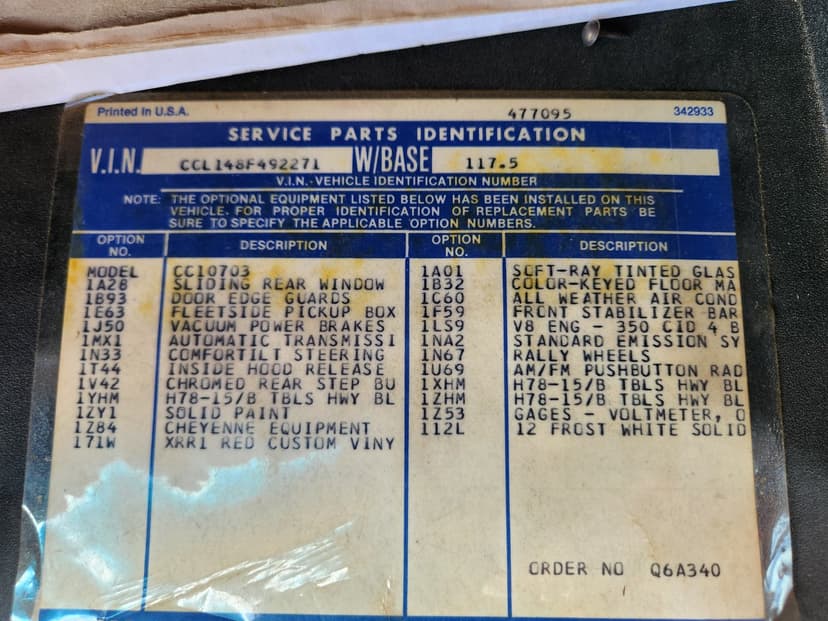 Printed in U.S.A. 477095 342933
SERVICE PARTS IDENTIFICATION
V.I.N. CCL148F492271 W/BASE 117.5
V.I.N.-VEHICLE IDENTIFICATION NUMBER
NOTE: THE OPTIONAL EQUIPMENT LISTED BELOW HAS BEEN INSTALLED ON THIS
VEHICLE. FOR PROPER IDENTIFICATION OF REPLACEMENT PARTS BE
SURE TO SPECIFY THE APPLICABLE OPTION NUMBERS.
OPTION NO. DESCRIPTION OPTION NO. DESCRIPTION
MODEL CC10703 1A01 SOFT-RAY TINTED GLAS
1A28 SLIDING REAR WINDOW 1B32 COLOR-KEYED FLOOR MA
1B93 DOOR EDGE GUARDS 1C60 ALL WEATHER AIR COND
1E63 FLEETSIDE PICKUP BOX 1F59 FRONT STABILIZER BAR
1J50 VACUUM POWER BRAKES 1LS9 V8 ENG - 350 CID 4 B
1MX1 AUTOMATIC TRANSMISSI 1NA2 STANDARD EMISSION SY
1N33 COMFORTILT STEERING 1N67 RALLY WHEELS
1T44 INSIDE HOOD RELEASE 1U69 AM/FM PUSHBUTTON RAD
1V42 CHROMED REAR STEP BU 1XHM H78-15/B TBLS HWY BL
1YHM H78-15/B TBLS HWY BL 1ZHM H78-15/B TBLS HWY BL
1ZY1 SOLID PAINT 1Z53 GAGES - VOLTMETER, O
1Z84 CHEYENNE EQUIPMENT 112L 12 FROST WHITE SOLID
171W XRR1 RED CUSTOM VINY
ORDER NO Q6A340